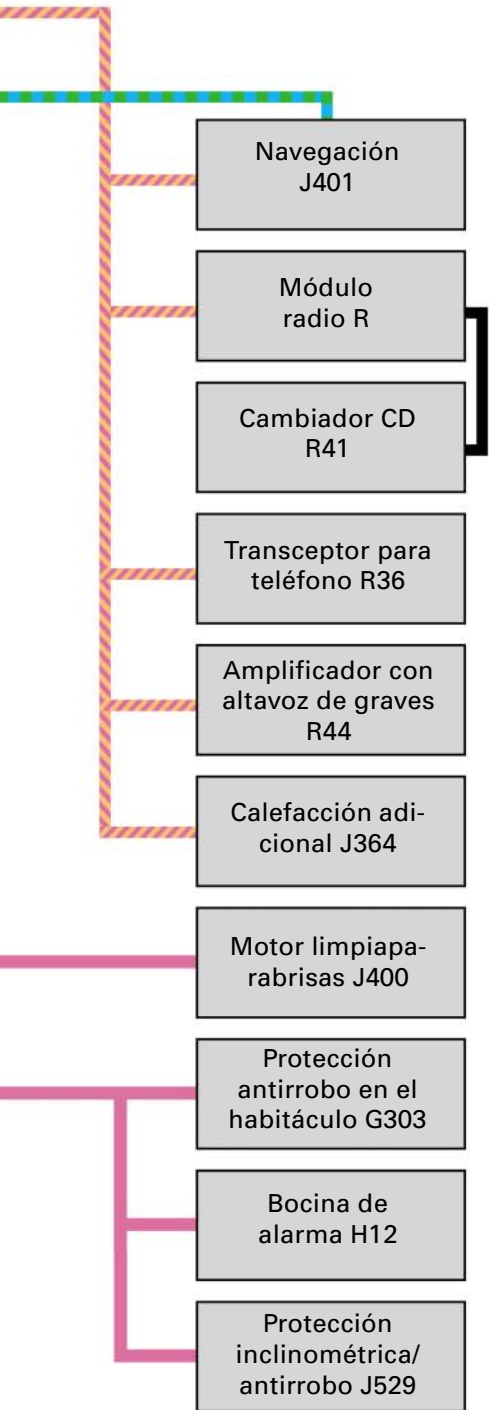 Navegación
J401
Módulo
radio R
Cambiador CD
R41
Transceptor para
teléfono R36
Amplificador con
altavoz de graves
R44
Calefacción adi-
cional J364
Motor limpiapa-
rabrisas J400
Protección
antirrobo en el
habitáculo G303
Bocina de
alarma H12
Protección
inclinométrica/
antirrobo J529